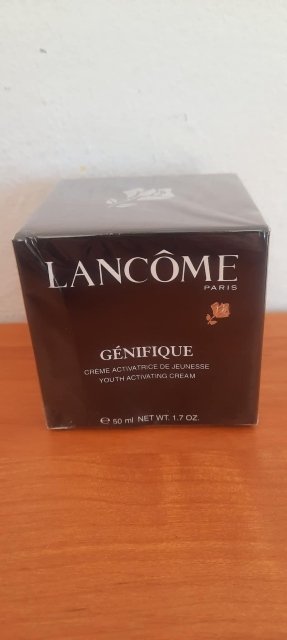 LANCÔME
PARIS
GÉNIFIQUE
CRÈME ACTIVATRICE DE JEUNESSE
YOUTH ACTIVATING CREAM
℮ 50 ml NET WT. 1.7 OZ.